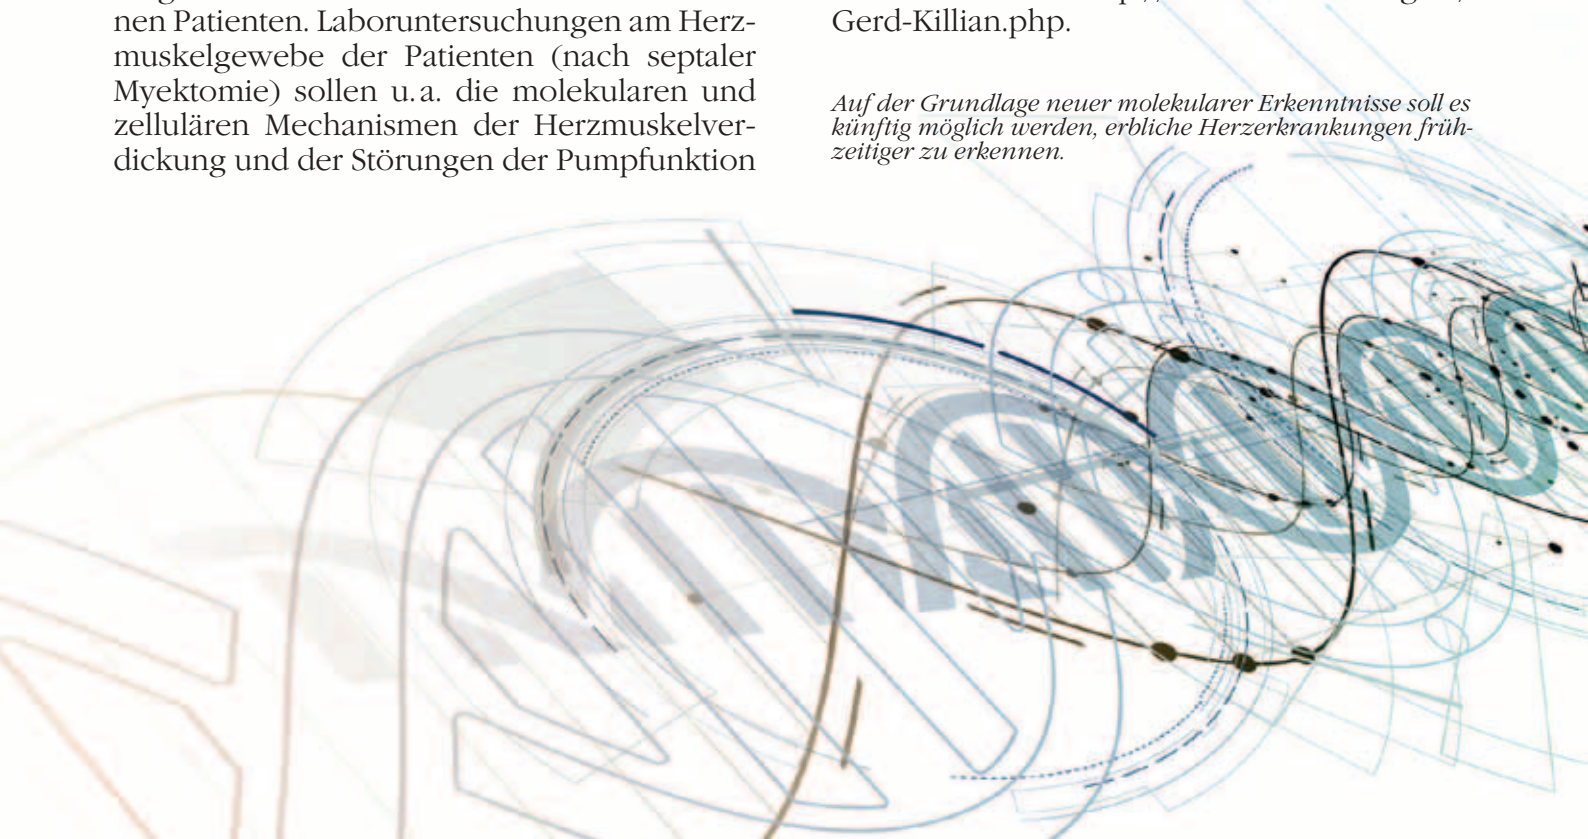 nen Patienten. Laboruntersuchungen am Herz-
muskelgewebe der Patienten (nach septaler
Myektomie) sollen u. a. die molekularen und
zellulären Mechanismen der Herzmuskelver-
dickung und der Störungen der Pumpfunktion
Gerd-Killian.php.
Auf der Grundlage neuer molekularer Erkenntnisse soll es
künftig möglich werden, erbliche Herzerkrankungen früh-
zeitiger zu erkennen.